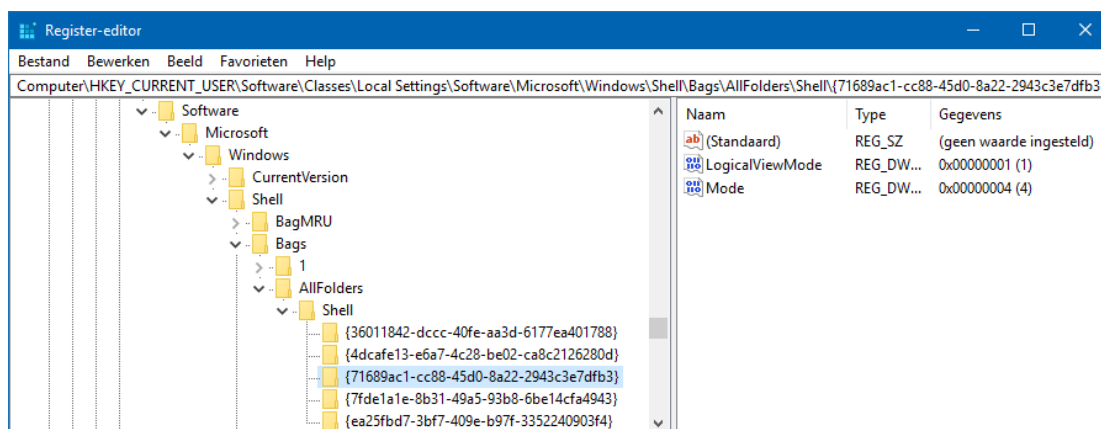 Register-editor
Bestand Bewerken Beeld Favorieten Help
Computer\HKEY_CURRENT_USER\Software\Classes\Local Settings\Software\Microsoft\Windows\Shell\Bags\AllFolders\Shell\{71689ac1-cc88-45d0-8a22-2943c3e7dfb3
Software
Microsoft
Windows
CurrentVersion
Shell
BagMRU
Bags
1
AllFolders
Shell
{36011842-dccc-40fe-aa3d-6177ea401788}
{4dcafe13-e6a7-4c28-be02-ca8c2126280d}
{71689ac1-cc88-45d0-8a22-2943c3e7dfb3}
{7fde1a1e-8b31-49a5-93b8-6be14cfa4943}
{ea25fbd7-3bf7-409e-b97f-3352240903f4}
Naam Type Gegevens
(Standaard) REG_SZ (geen waarde ingesteld)
LogicalViewMode REG_DW... 0x00000001 (1)
Mode REG_DW... 0x00000004 (4)